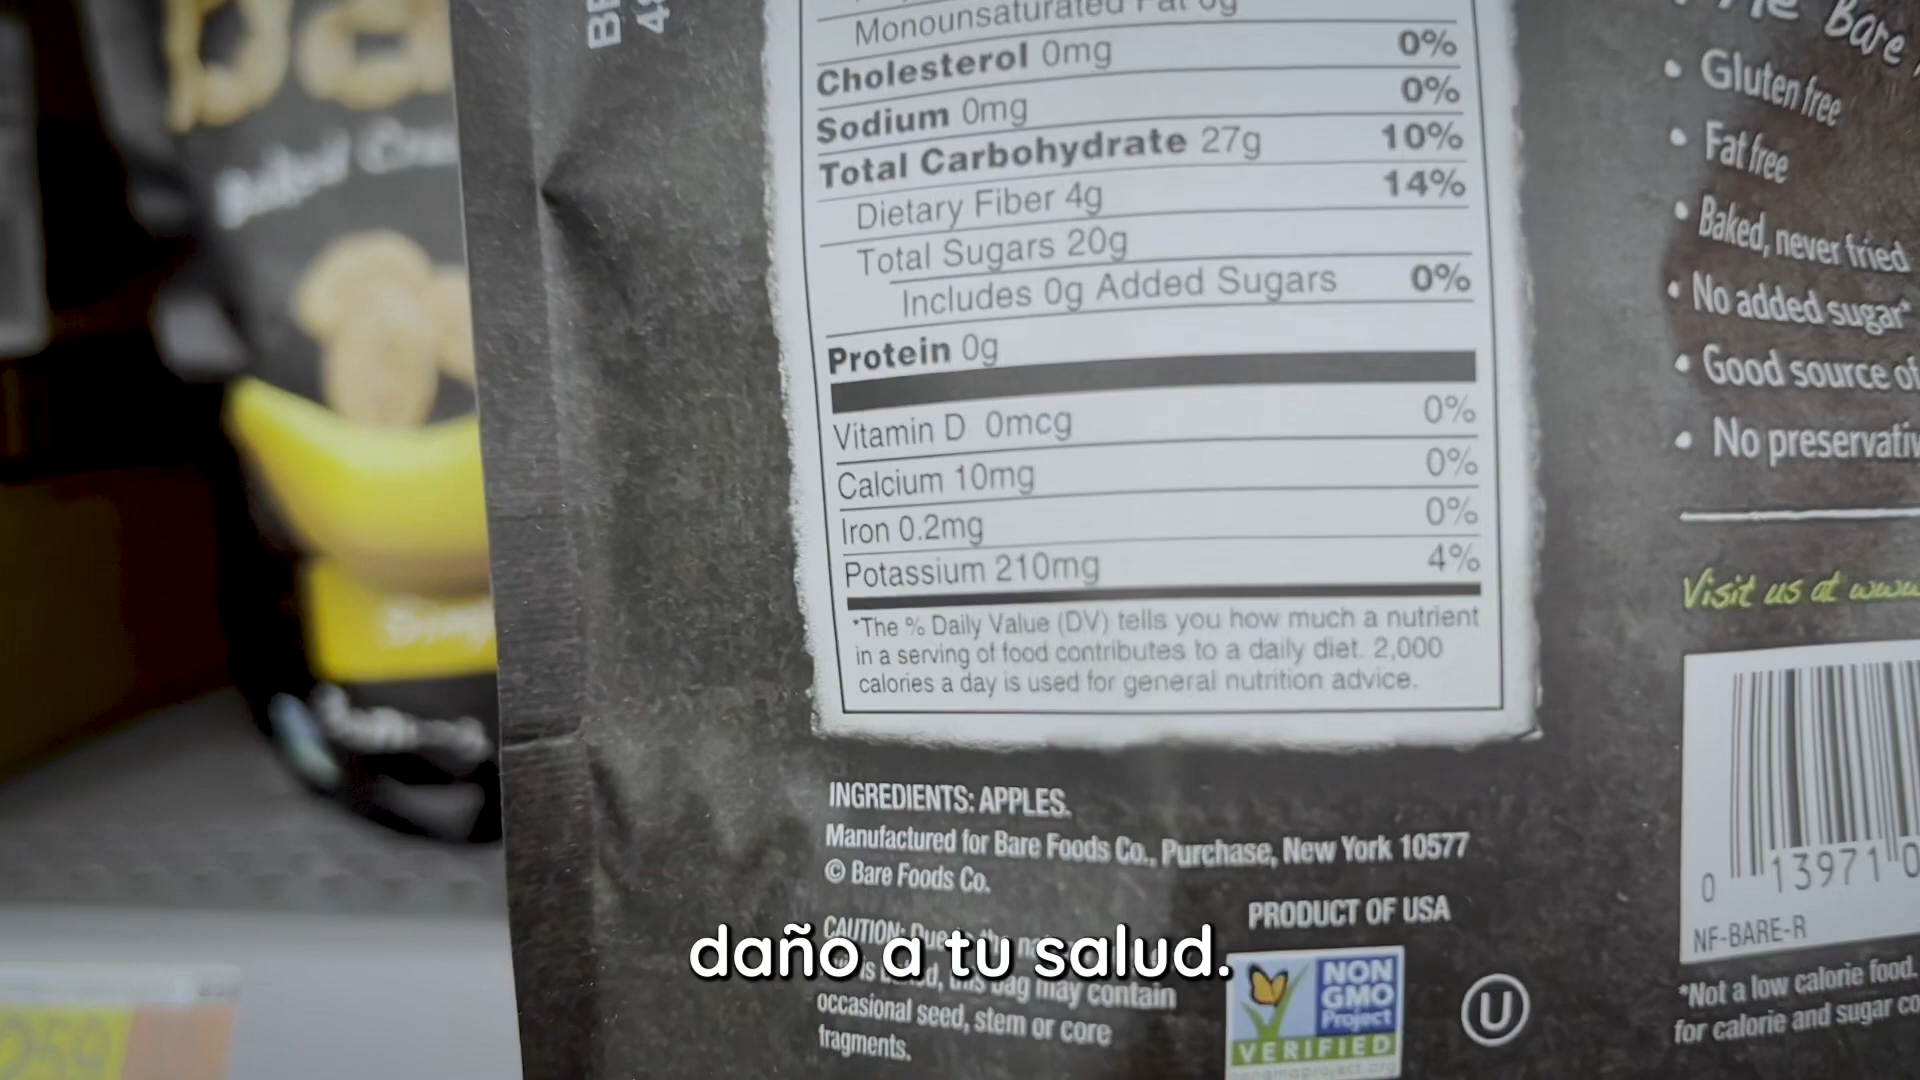 Monounsaturated Fat 0g
Cholesterol 0mg 0%
Sodium 0mg 0%
Total Carbohydrate 27g 10%
Dietary Fiber 4g 14%
Total Sugars 20g
Includes 0g Added Sugars 0%
Protein 0g
Vitamin D 0mcg 0%
Calcium 10mg 0%
Iron 0.2mg 0%
Potassium 210mg 4%
*The % Daily Value (DV) tells you how much a nutrient
in a serving of food contributes to a daily diet. 2,000
calories a day is used for general nutrition advice.
INGREDIENTS: APPLES.
Manufactured for Bare Foods Co., Purchase, New York 10577
© Bare Foods Co.
PRODUCT OF USA
CAUTION: Due
bag may contain
occasional seed, stem or core
fragments.
daño a tu salud.
NON
GMO
Project
VERIFIED
U
Bare
• Gluten free
• Fat free
• Baked, never fried
• No added sugar*
• Good source of
• No preservativ
Visit us at www
0 13971 0
NF-BARE-R
*Not a low calorie food.
for calorie and sugar co
259